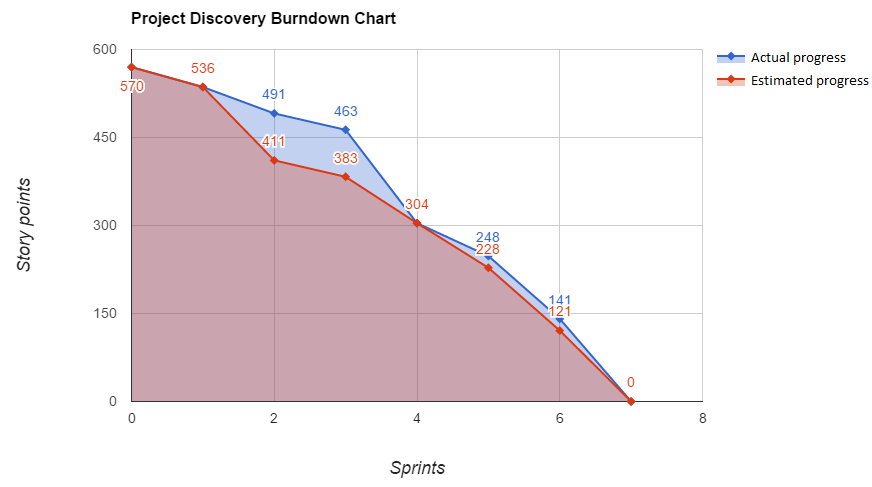 Project Discovery Burndown Chart
Actual progress
Estimated progress
Story points
600
450
300
150
0
570
536
491
411
463
383
304
248
228
141
121
0
0 2 4 6 8
Sprints